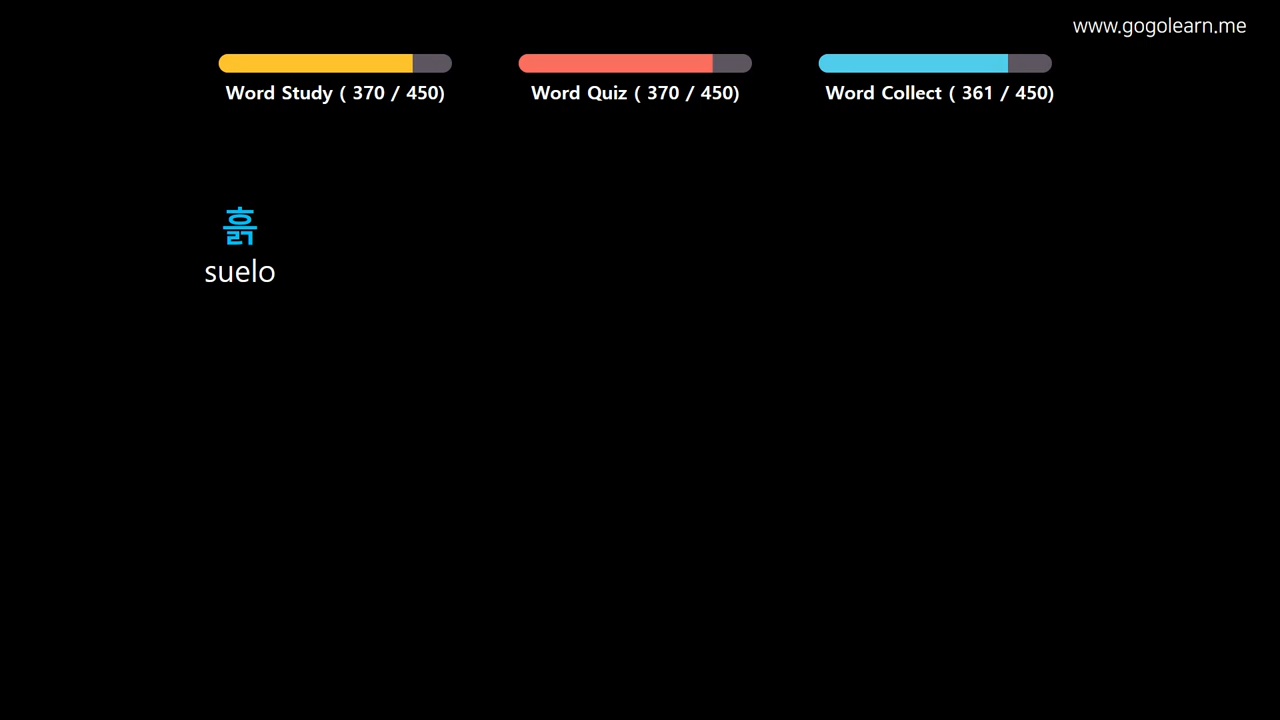 www.gogolearn.me
Word Study ( 370 / 450)
Word Quiz ( 370 / 450)
Word Collect ( 361 / 450)
흙
suelo